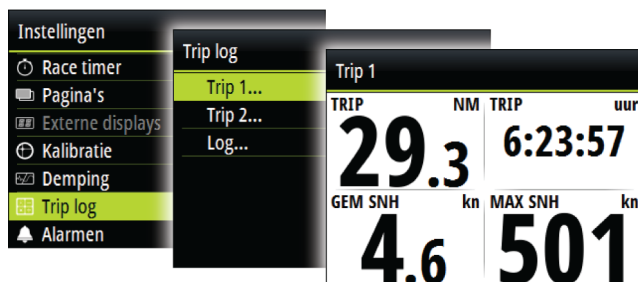 Instellingen
Race timer
Pagina's
Externe displays
Kalibratie
Demping
Trip log
Alarmen
Trip log
Trip 1...
Trip 2...
Log...
Trip 1
TRIP NM TRIP uur
29.3 6:23:57
GEM SNH kn MAX SNH kn
4.6 501